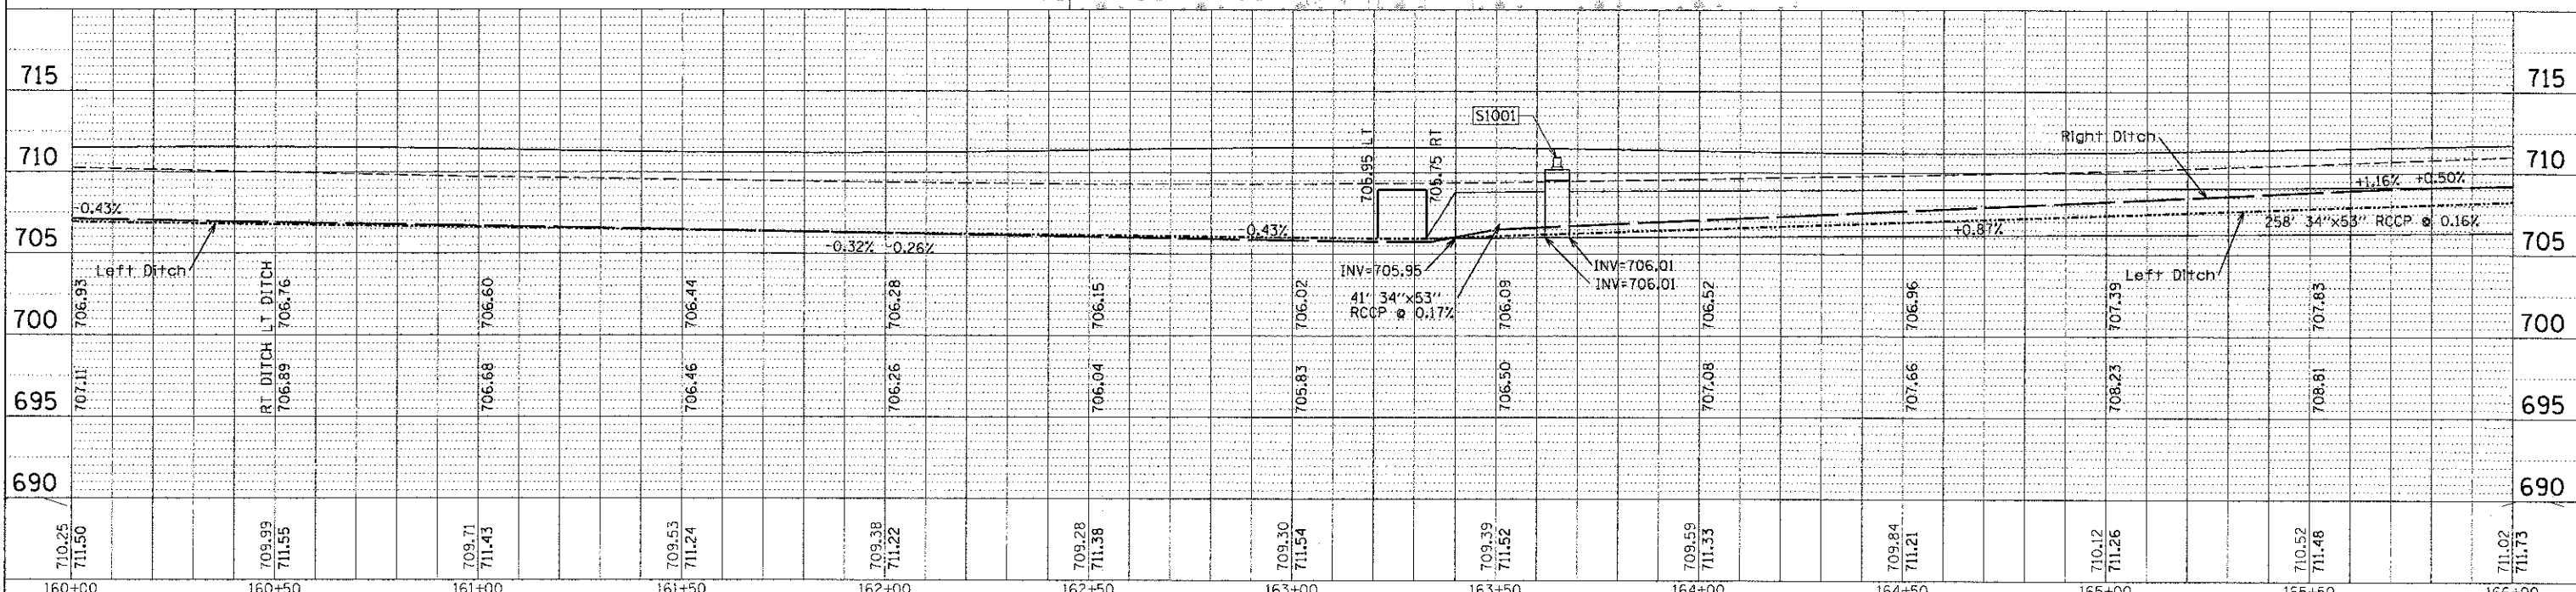 715 715
S1001
705.95 LT
705.75 RT
Right Ditch
710 710
-0.43%
+1.16% +0.50%
258' 34"x53" RCCP @ 0.16%
-0.43%
+0.87%
705 705
-0.32% -0.26%
Left Ditch
INV=705.95
INV=706.01
INV=706.01
Left Ditch
41' 34"x53"
RCCP @ 0.17%
LT DITCH
706.93 706.76 706.60 706.44 706.28 706.15 706.02 706.09 706.52 706.96 707.39 707.83
700 700
RT DITCH
707.11 706.89 706.68 706.46 706.26 706.04 705.83 706.50 707.08 707.66 708.23 708.81
695 695
690 690
710.25 709.99 709.71 709.53 709.38 709.28 709.30 709.39 709.59 709.84 710.12 710.52 711.02
711.50 711.55 711.43 711.24 711.22 711.38 711.54 711.52 711.33 711.21 711.26 711.48 711.73
160+00 160+50 161+00 161+50 162+00 162+50 163+00 163+50 164+00 164+50 165+00 165+50 166+00